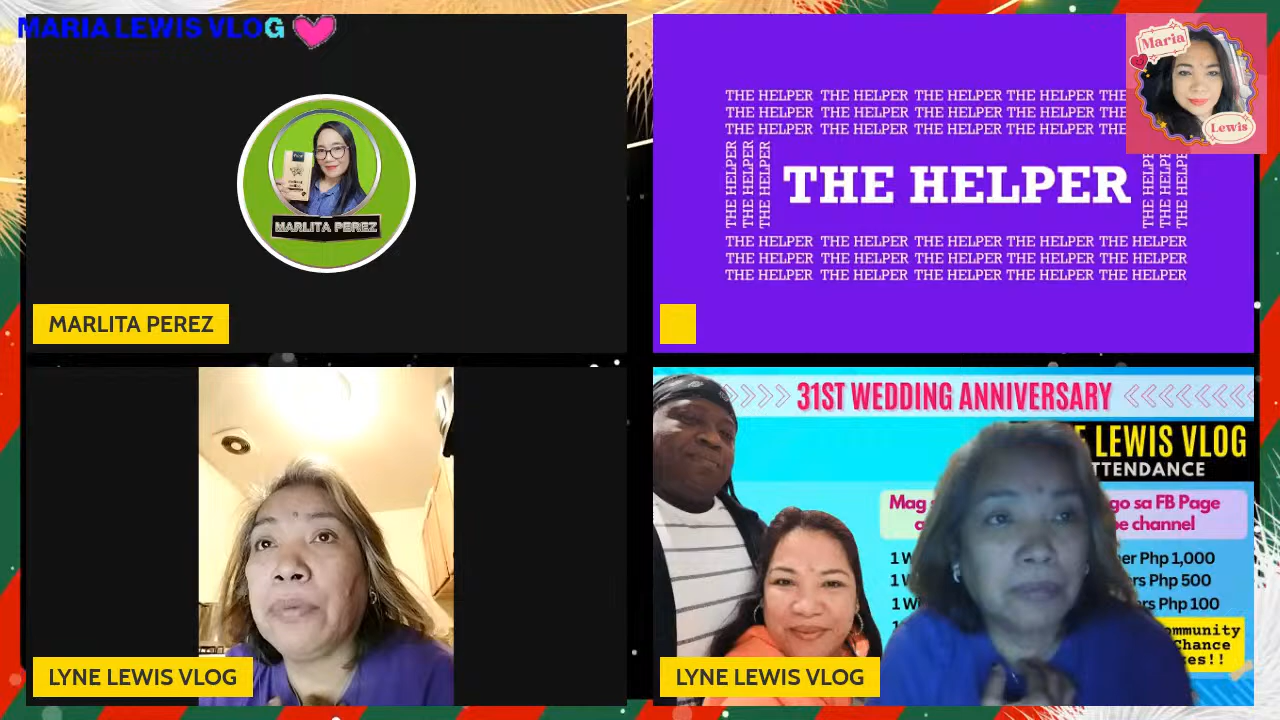 MARIA LEWIS VLOG
MARLITA PEREZ
MARLITA PEREZ
THE HELPER THE HELPER THE HELPER THE HELPER THE
THE HELPER THE HELPER THE HELPER THE HELPER THE
THE HELPER THE HELPER THE HELPER THE HELPER THE
THE HELPER
THE HELPER
THE HELPER
THE HELPER
THE HELPER THE HELPER THE HELPER THE HELPER THE HELPER
THE HELPER THE HELPER THE HELPER THE HELPER THE HELPER
THE HELPER THE HELPER THE HELPER THE HELPER THE HELPER
Maria
Lewis
LYNE LEWIS VLOG
31ST WEDDING ANNIVERSARY
LEWIS VLOG
Mag go sa FB Page
channel
1 Php 1,000
1 Php 500
1 Php 100
Chance
LYNE LEWIS VLOG